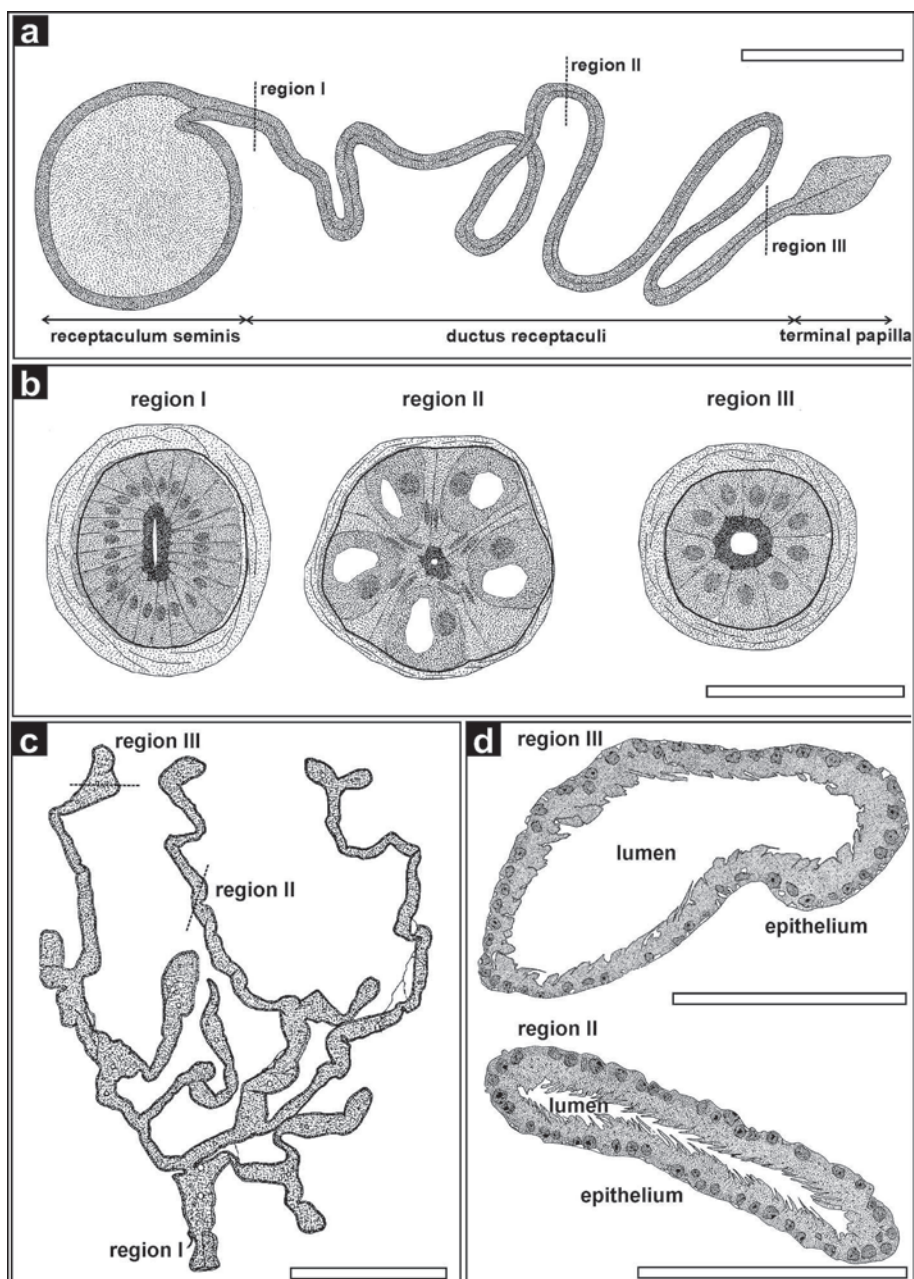 a
region I
region II
region III
receptaculum seminis
ductus receptaculi
terminal papilla
b
region I
region II
region III
c
region III
region II
region I
d
region III
lumen
epithelium
region II
lumen
epithelium